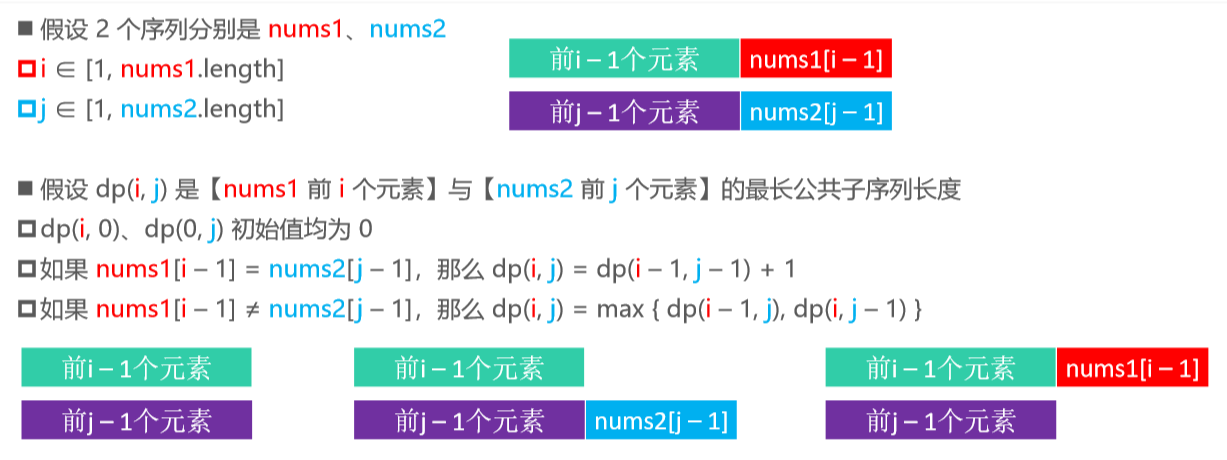 ■ 假设 2 个序列分别是 nums1、nums2
i ∈ [1, nums1.length]
j ∈ [1, nums2.length]
前i – 1个元素 nums1[i – 1]
前j – 1个元素 nums2[j – 1]
■ 假设 dp(i, j) 是【nums1 前 i 个元素】与【nums2 前 j 个元素】的最长公共子序列长度
dp(i, 0)、dp(0, j) 初始值均为 0
如果 nums1[i – 1] = nums2[j – 1]，那么 dp(i, j) = dp(i – 1, j – 1) + 1
如果 nums1[i – 1] ≠ nums2[j – 1]，那么 dp(i, j) = max { dp(i – 1, j), dp(i, j – 1) }
前i – 1个元素 前i – 1个元素 前i – 1个元素 nums1[i – 1]
前j – 1个元素 前j – 1个元素 nums2[j – 1] 前j – 1个元素